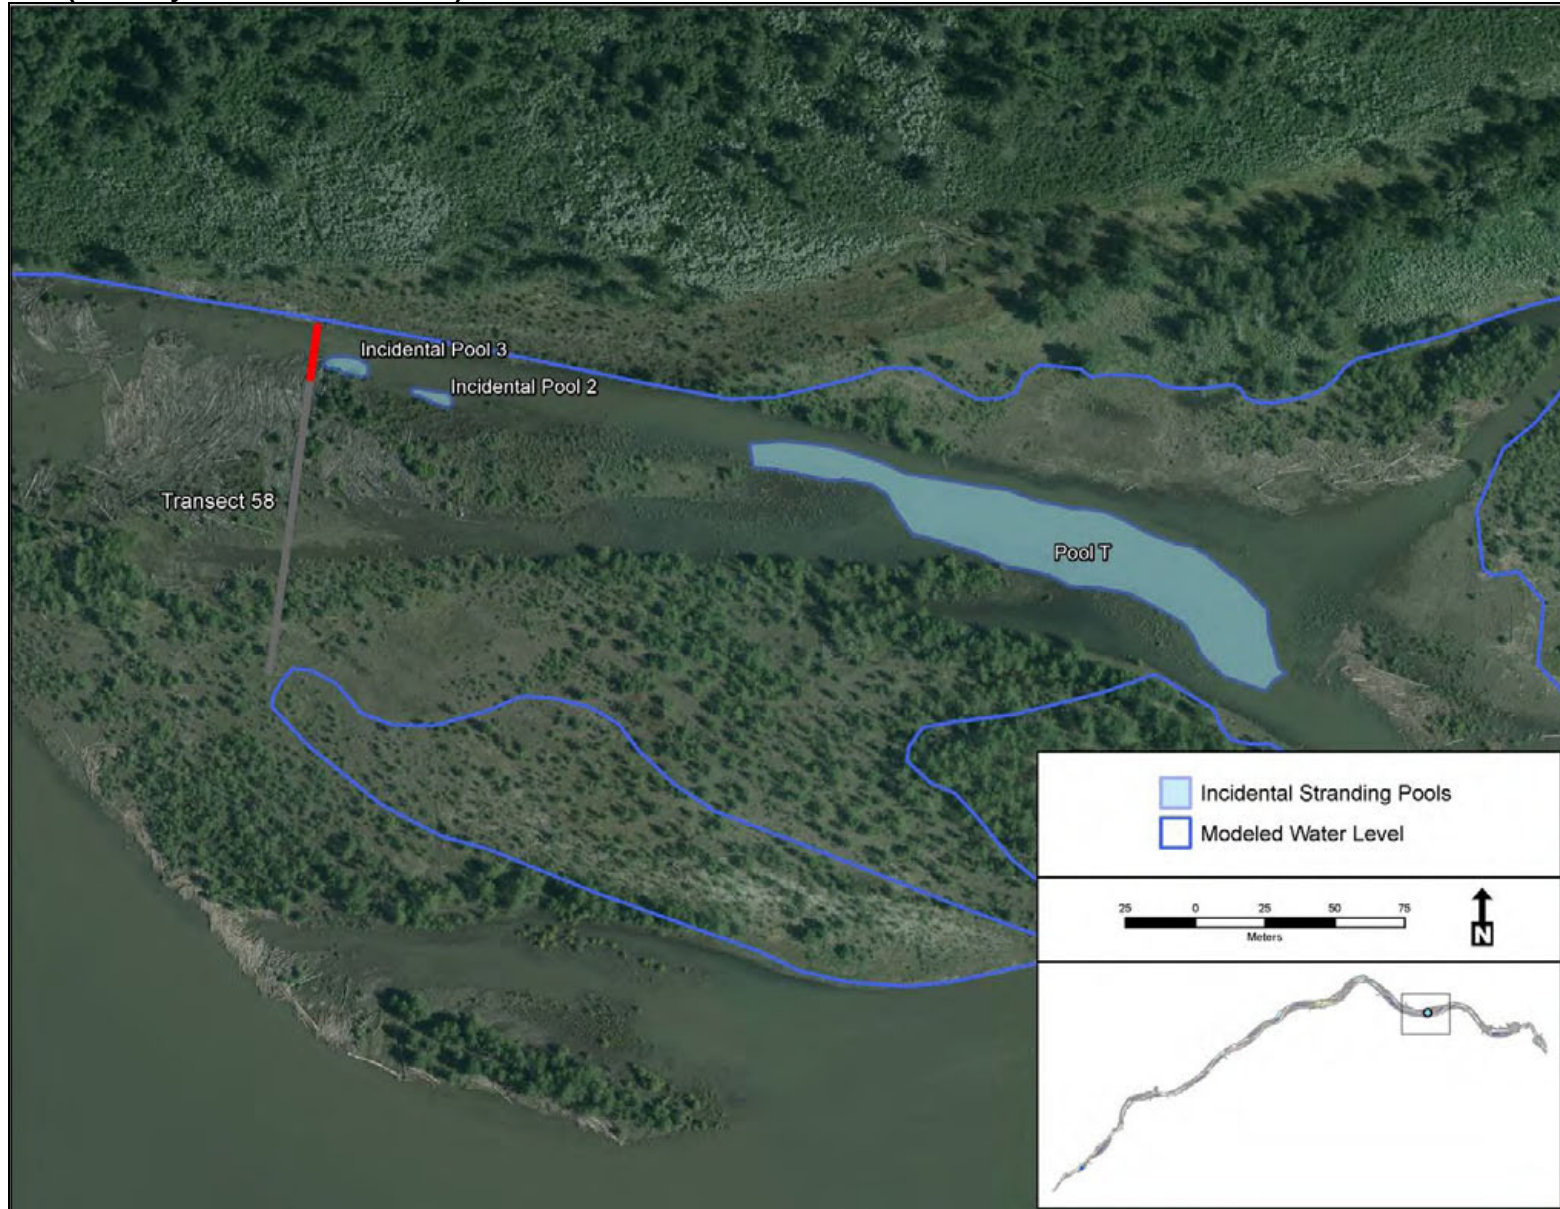 Incidental Pool 3
Incidental Pool 2
Transect 58
Pool T
Incidental Stranding Pools
Modeled Water Level
25 0 25 50 75
Meters
N